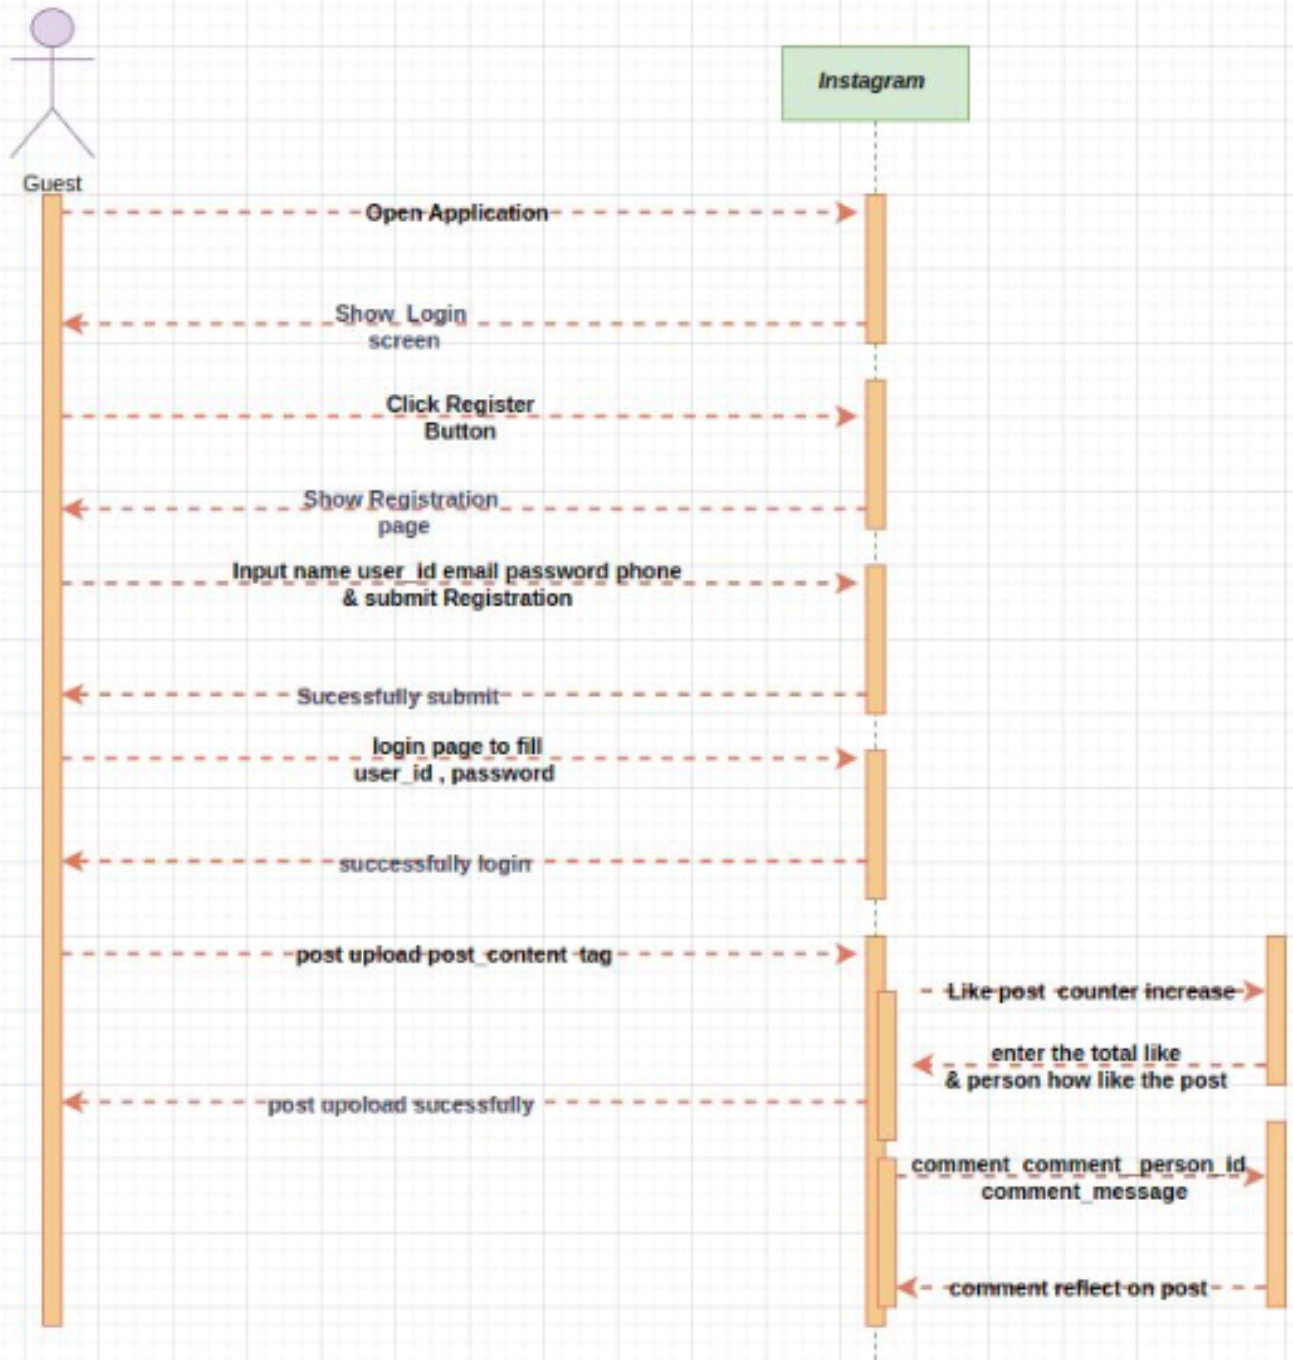 Instagram
Guest
Open Application
Show Login
screen
Click Register
Button
Show Registration
page
Input name user_id email password phone
& submit Registration
Sucessfully submit
login page to fill
user_id , password
successfully login
post upload post_content tag
Like post counter increase
enter the total like
& person how like the post
post upoload sucessfully
comment comment_person_id
comment_message
comment reflect on post